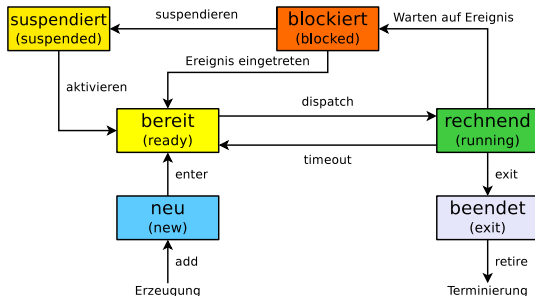 suspendiert
(suspended)
suspendieren
blockiert
(blocked)
Warten auf Ereignis
aktivieren
Ereignis eingetreten
bereit
(ready)
dispatch
rechnend
(running)
timeout
enter
exit
neu
(new)
beendet
(exit)
add
retire
Erzeugung
Terminierung